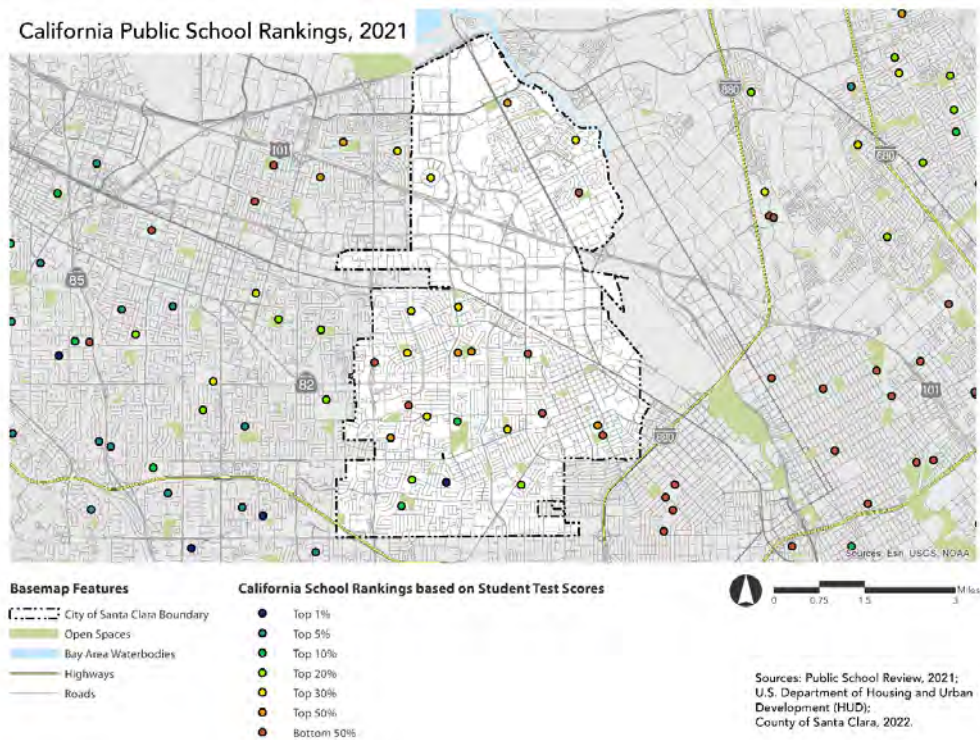 California Public School Rankings, 2021
880
101
680
680
85
82
101
880
Sources: Esri, USGS, NOAA
Basemap Features
City of Santa Clara Boundary
Open Spaces
Bay Area Waterbodies
Highways
Roads
California School Rankings based on Student Test Scores
Top 1%
Top 5%
Top 10%
Top 20%
Top 30%
Top 50%
Bottom 50%
Miles
0 0.75 1.5 3
Sources: Public School Review, 2021;
U.S. Department of Housing and Urban
Development (HUD);
County of Santa Clara, 2022.